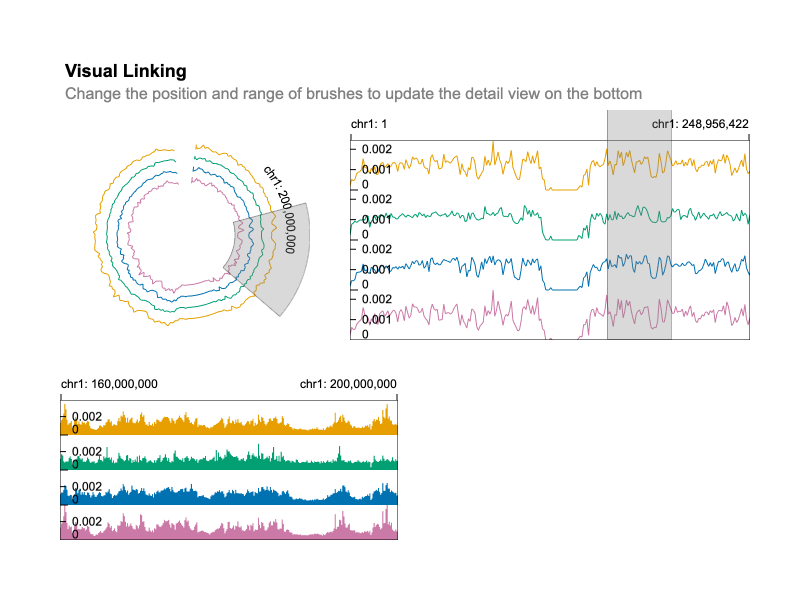 Visual Linking
Change the position and range of brushes to update the detail view on the bottom
chr1: 200,000,000
chr1: 1
chr1: 248,956,422
0.002
0.001
0
0.002
0.001
0
0.002
0.001
0
0.002
0.001
0
chr1: 160,000,000
chr1: 200,000,000
0.002
0
0.002
0
0.002
0
0.002
0